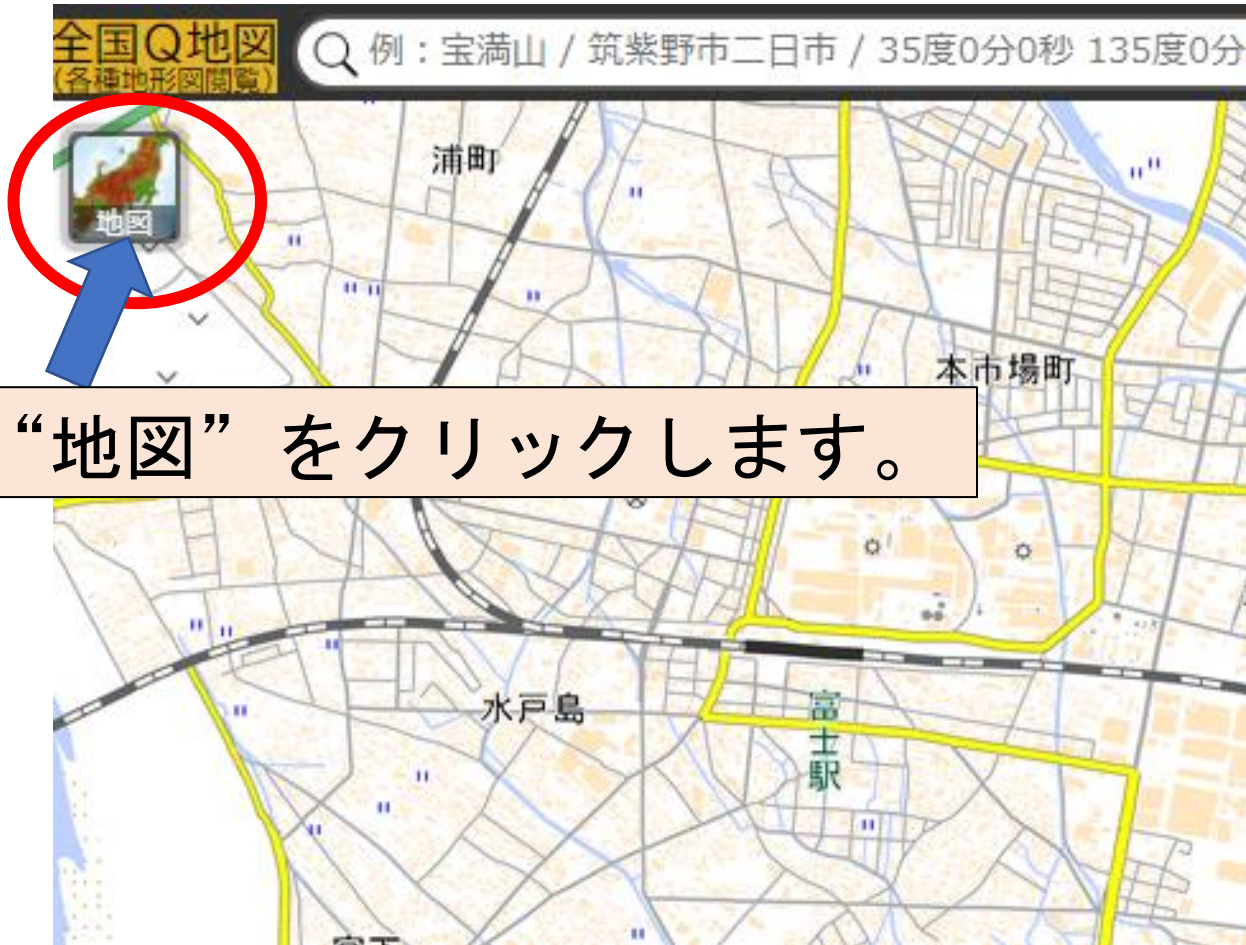 全国Q地図
(各種地形図閲覧)
例：宝満山 / 筑紫野市二日市 / 35度0分0秒 135度0分
地図
浦町
本市場町
“地図”をクリックします。
水戸島
富士駅